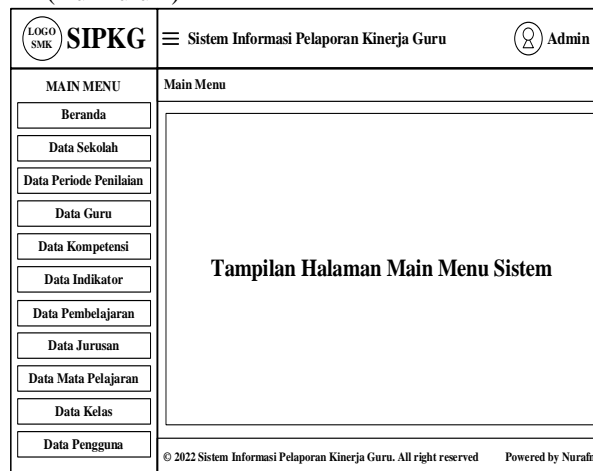 LOGO
SMK
SIPKG
Sistem Informasi Pelaporan Kinerja Guru
Admin
MAIN MENU
Beranda
Data Sekolah
Data Periode Penilaian
Data Guru
Data Kompetensi
Data Indikator
Data Pembelajaran
Data Jurusan
Data Mata Pelajaran
Data Kelas
Data Pengguna
Main Menu
Tampilan Halaman Main Menu Sistem
© 2022 Sistem Informasi Pelaporan Kinerja Guru. All right reserved
Powered by